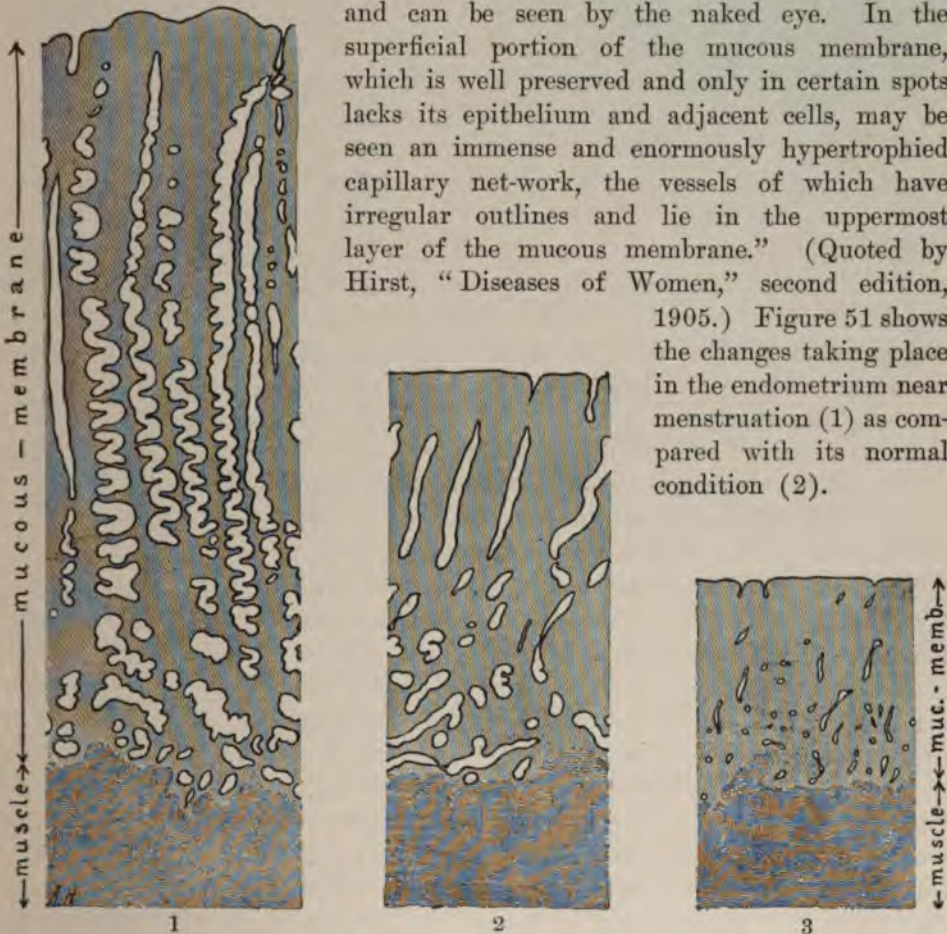 and can be seen by the naked eye. In the
superficial portion of the mucous membrane,
which is well preserved and only in certain spots
lacks its epithelium and adjacent cells, may be
seen an immense and enormously hypertrophied
capillary net-work, the vessels of which have
irregular outlines and lie in the uppermost
layer of the mucous membrane.” (Quoted by
Hirst, “Diseases of Women,” second edition,
1905.) Figure 51 shows
the changes taking place
in the endometrium near
menstruation (1) as com-
pared with its normal
condition (2).
mucous - membrane
muscle
muc. - memb
muscle
1
2
3